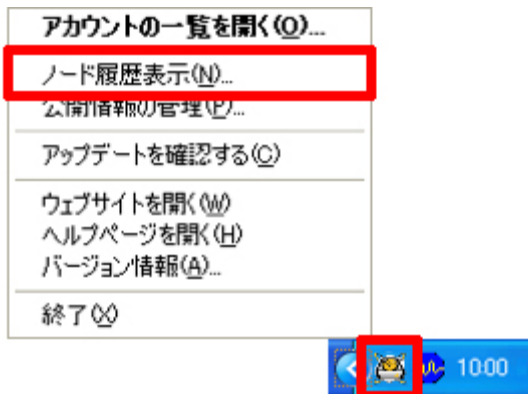 アカウントの一覧を開く(O)...
ノード履歴表示(N)...
公開情報の管理(P)...
アップデートを確認する(C)
ウェブサイトを開く(W)
ヘルプページを開く(H)
バージョン情報(A)...
終了(X)
10:00